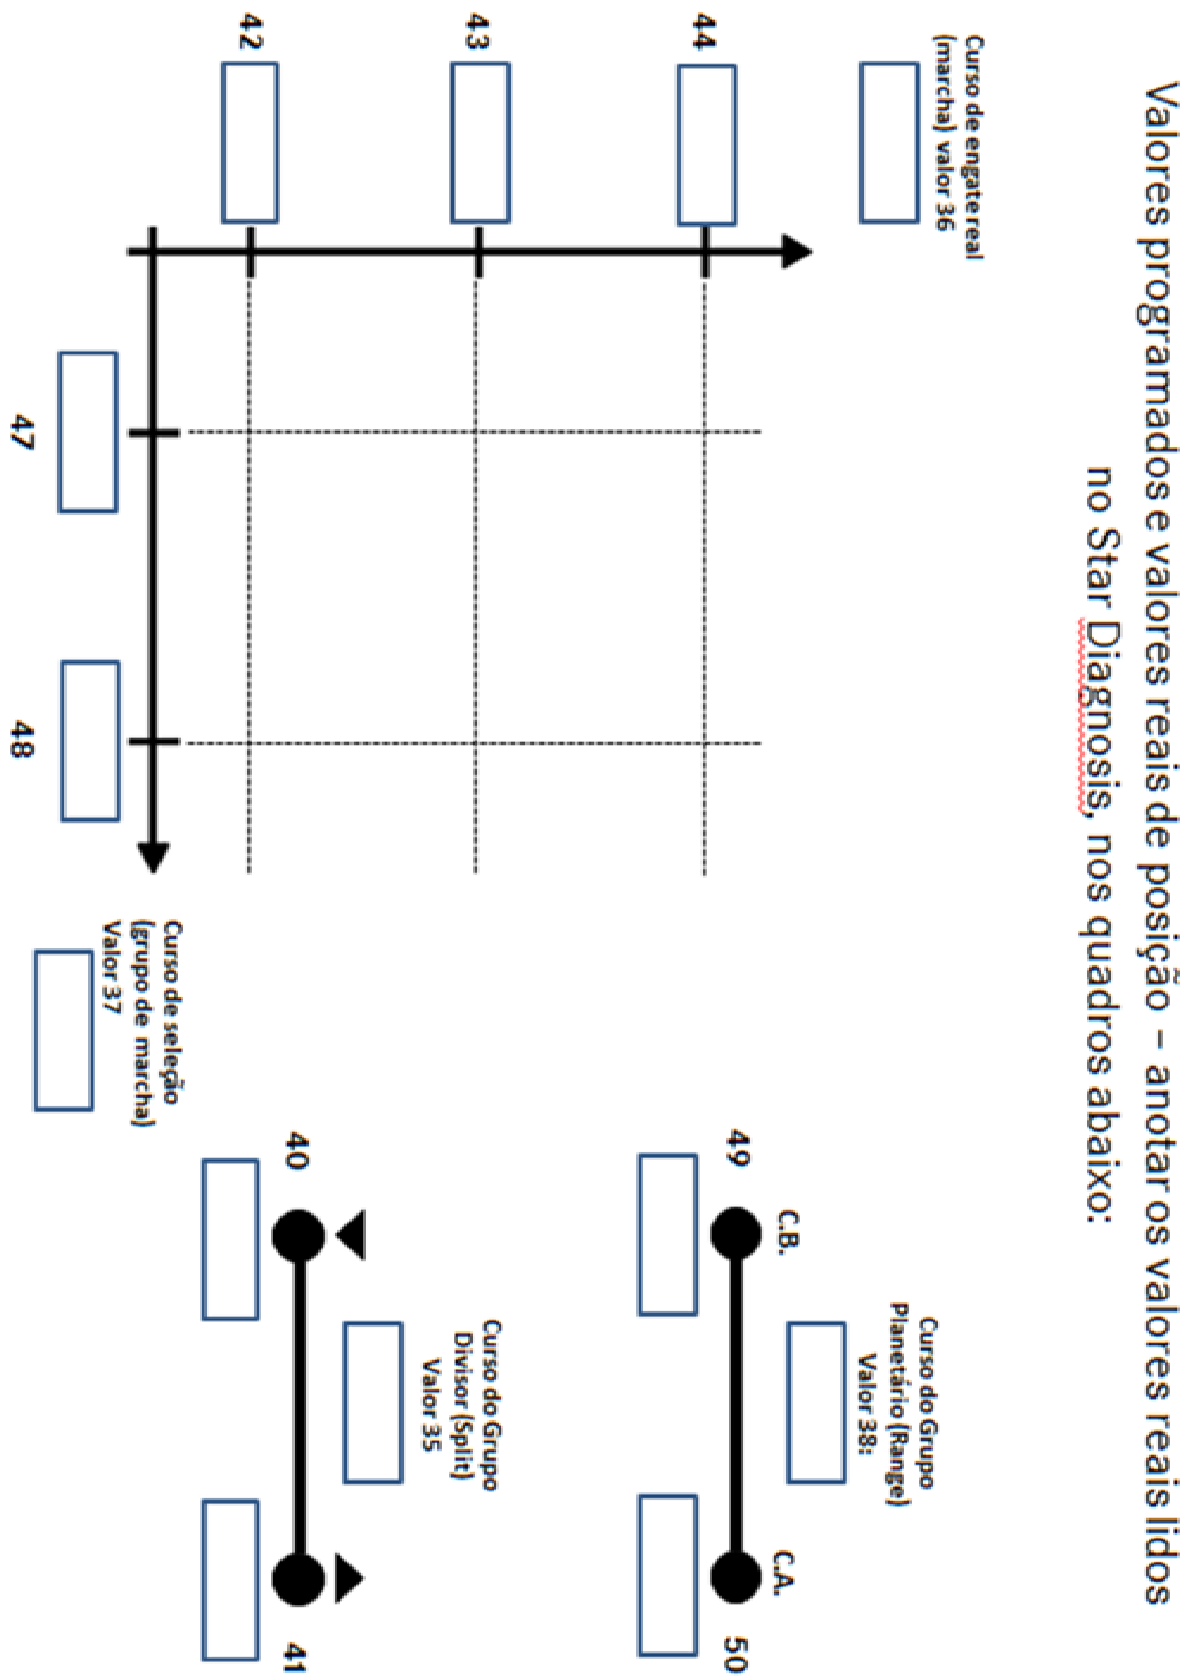 Valores programados e valores reais de posição – anotar os valores reais lidos
no Star Diagnosis, nos quadros abaixo:
Curso de engate real
(marcha) valor 36
44
43
42
47
48
Curso de seleção
(grupo de marcha)
Valor 37
Curso do Grupo
Planetário (Range)
Valor 38:
C.B.
C.A.
49
50
Curso do Grupo
Divisor (Split)
Valor 35
40
41